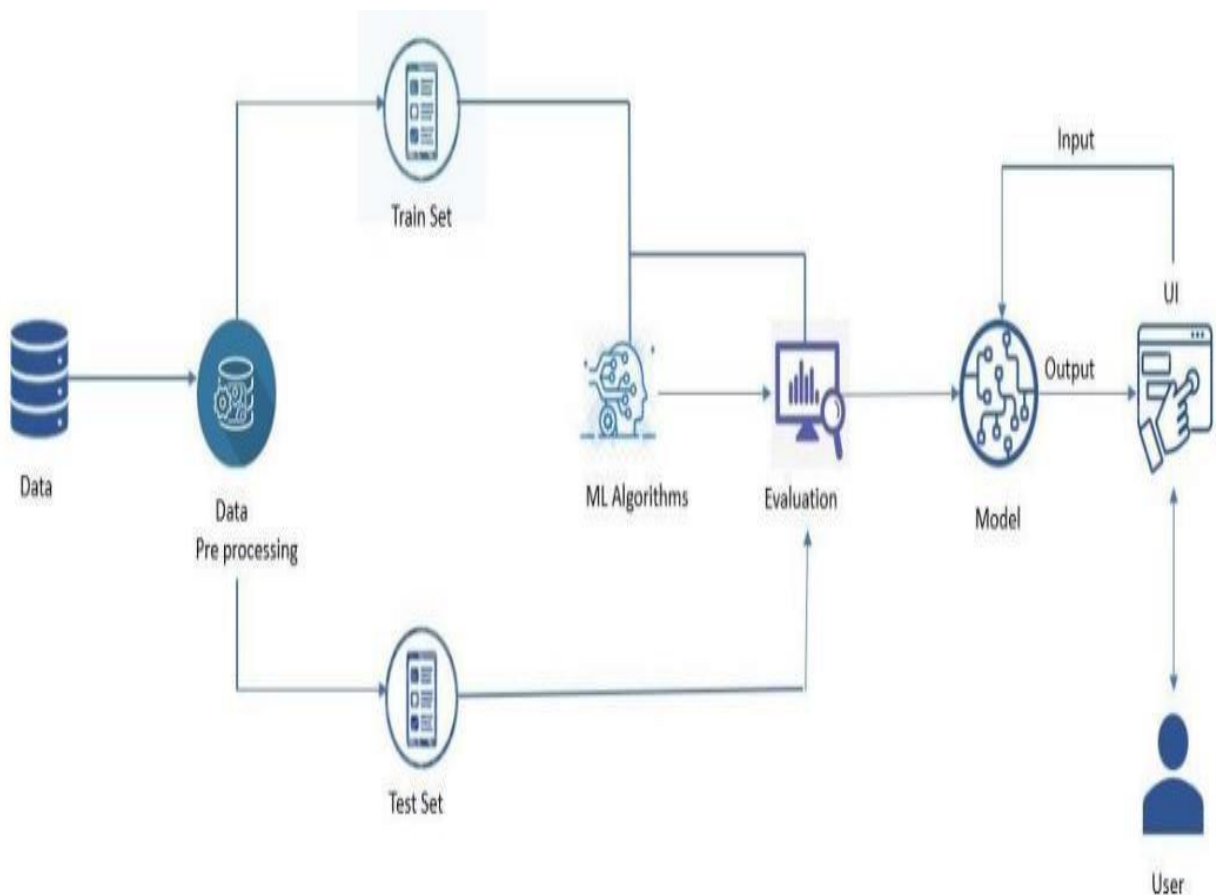 Train Set
Input
UI
Output
Data
Data
Pre processing
ML Algorithms
Evaluation
Model
Test Set
User